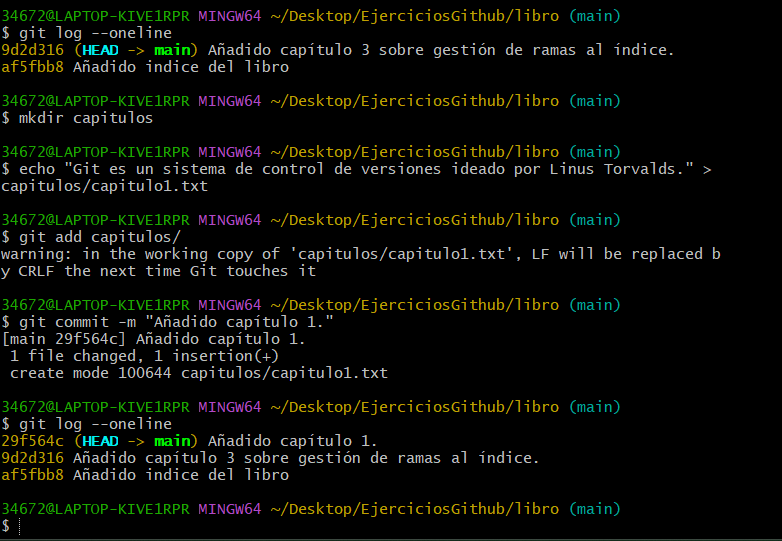 34672@LAPTOP-KIVE1RPR MINGW64 ~/Desktop/EjerciciosGithub/libro (main)
$ git log --oneline
9d2d316 (HEAD -> main) Añadido capítulo 3 sobre gestión de ramas al índice.
af5fbb8 Añadido indice del libro
34672@LAPTOP-KIVE1RPR MINGW64 ~/Desktop/EjerciciosGithub/libro (main)
$ mkdir capitulos
34672@LAPTOP-KIVE1RPR MINGW64 ~/Desktop/EjerciciosGithub/libro (main)
$ echo "Git es un sistema de control de versiones ideado por Linus Torvalds." >
capitulos/capitulo1.txt
34672@LAPTOP-KIVE1RPR MINGW64 ~/Desktop/EjerciciosGithub/libro (main)
$ git add capitulos/
warning: in the working copy of 'capitulos/capitulo1.txt', LF will be replaced b
y CRLF the next time Git touches it
34672@LAPTOP-KIVE1RPR MINGW64 ~/Desktop/EjerciciosGithub/libro (main)
$ git commit -m "Añadido capítulo 1."
[main 29f564c] Añadido capítulo 1.
 1 file changed, 1 insertion(+)
 create mode 100644 capitulos/capitulo1.txt
34672@LAPTOP-KIVE1RPR MINGW64 ~/Desktop/EjerciciosGithub/libro (main)
$ git log --oneline
29f564c (HEAD -> main) Añadido capítulo 1.
9d2d316 Añadido capítulo 3 sobre gestión de ramas al índice.
af5fbb8 Añadido indice del libro
34672@LAPTOP-KIVE1RPR MINGW64 ~/Desktop/EjerciciosGithub/libro (main)
$